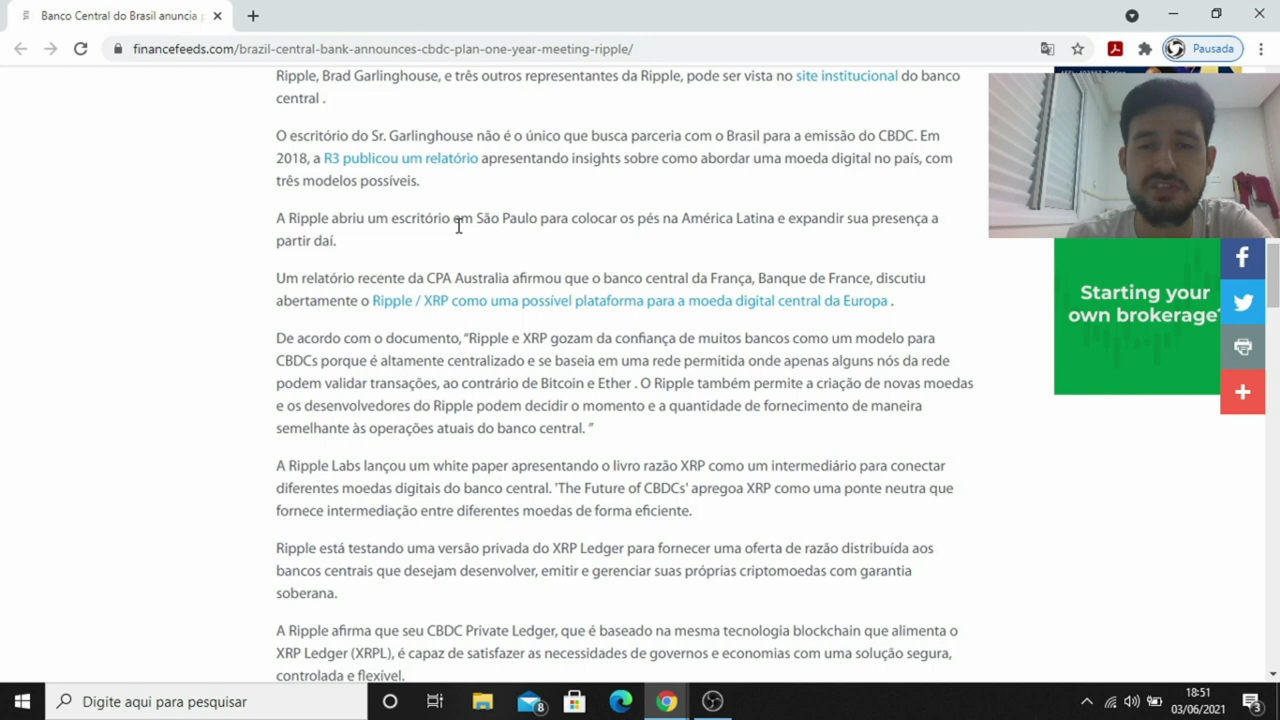 Banco Central do Brasil anuncia p
financefeeds.com/brazil-central-bank-announces-cbdc-plan-one-year-meeting-ripple/
Pausada
Ripple, Brad Garlinghouse, e três outros representantes da Ripple, pode ser vista no site institucional do banco
central .
O escritório do Sr. Garlinghouse não é o único que busca parceria com o Brasil para a emissão do CBDC. Em
2018, a R3 publicou um relatório apresentando insights sobre como abordar uma moeda digital no país, com
três modelos possíveis.
A Ripple abriu um escritório em São Paulo para colocar os pés na América Latina e expandir sua presença a
partir daí.
Um relatório recente da CPA Australia afirmou que o banco central da França, Banque de France, discutiu
abertamente o Ripple / XRP como uma possível plataforma para a moeda digital central da Europa .
De acordo com o documento, “Ripple e XRP gozam da confiança de muitos bancos como um modelo para
CBDCs porque é altamente centralizado e se baseia em uma rede permitida onde apenas alguns nós da rede
podem validar transações, ao contrário de Bitcoin e Ether . O Ripple também permite a criação de novas moedas
e os desenvolvedores do Ripple podem decidir o momento e a quantidade de fornecimento de maneira
semelhante às operações atuais do banco central. ”
A Ripple Labs lançou um white paper apresentando o livro razão XRP como um intermediário para conectar
diferentes moedas digitais do banco central. 'The Future of CBDCs' apregoa XRP como uma ponte neutra que
fornece intermediação entre diferentes moedas de forma eficiente.
Ripple está testando uma versão privada do XRP Ledger para fornecer uma oferta de razão distribuída aos
bancos centrais que desejam desenvolver, emitir e gerenciar suas próprias criptomoedas com garantia
soberana.
A Ripple afirma que seu CBDC Private Ledger, que é baseado na mesma tecnologia blockchain que alimenta o
XRP Ledger (XRPL), é capaz de satisfazer as necessidades de governos e economias com uma solução segura,
controlada e flexível.
Starting your
own brokerage?
Digite aqui para pesquisar
8
18:51
03/06/2021
3